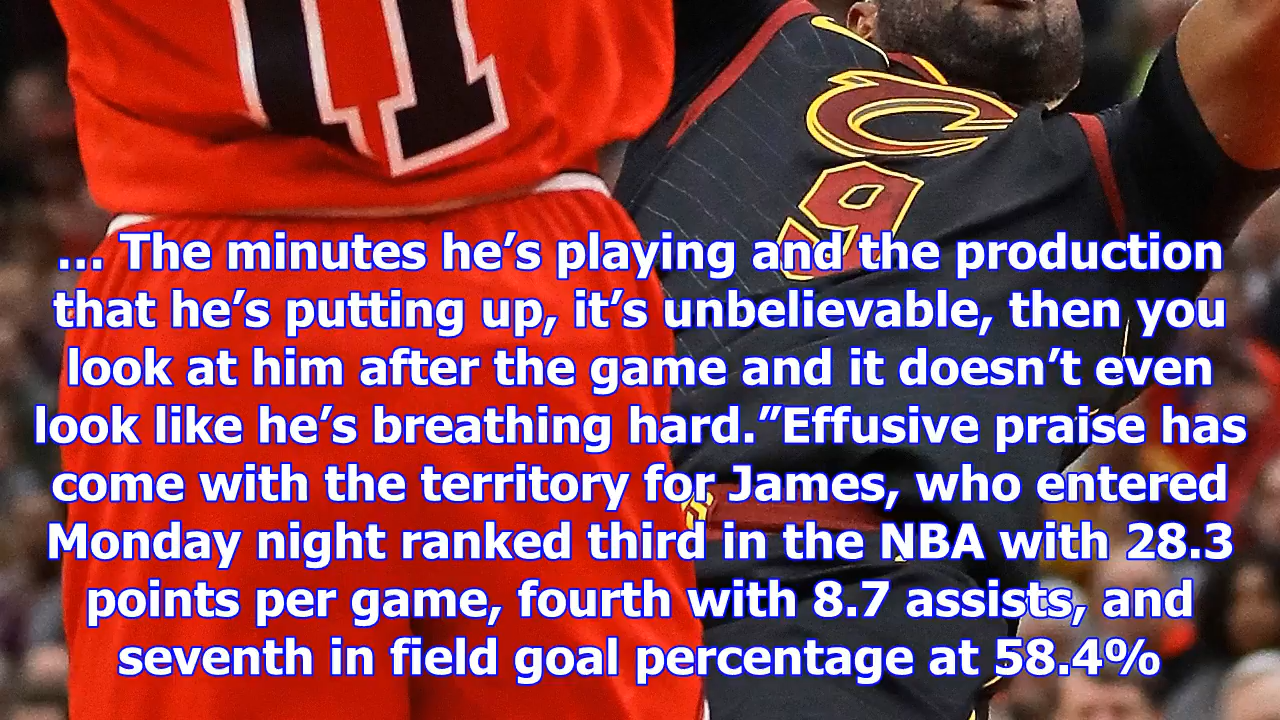 11
9
... The minutes he’s playing and the production
that he’s putting up, it’s unbelievable, then you
look at him after the game and it doesn’t even
look like he’s breathing hard.”Effusive praise has
come with the territory for James, who entered
Monday night ranked third in the NBA with 28.3
points per game, fourth with 8.7 assists, and
seventh in field goal percentage at 58.4%